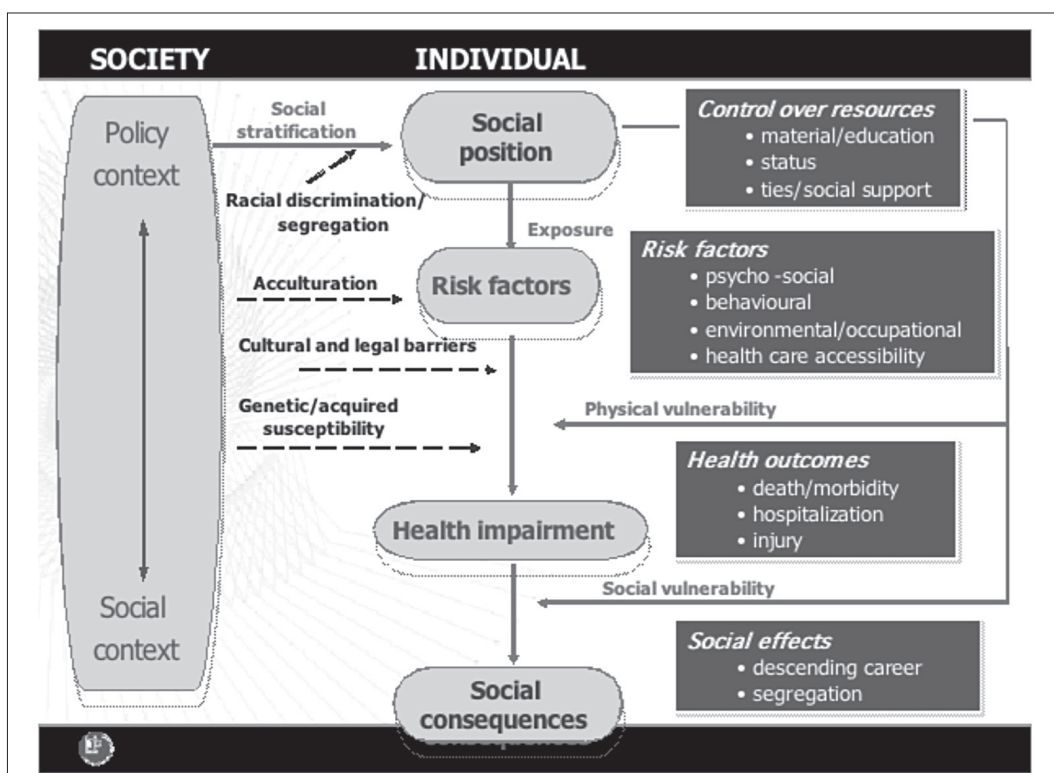 SOCIETY
INDIVIDUAL
Policy
context
Social
context
Social
stratification
Racial discrimination/
segregation
Acculturation
Cultural and legal barriers
Genetic/acquired
susceptibility
Social
position
Exposure
Risk factors
Health impairment
Social
consequences
Control over resources
• material/education
• status
• ties/social support
Risk factors
• psycho -social
• behavioural
• environmental/occupational
• health care accessibility
Physical vulnerability
Health outcomes
• death/morbidity
• hospitalization
• injury
Social vulnerability
Social effects
• descending career
• segregation